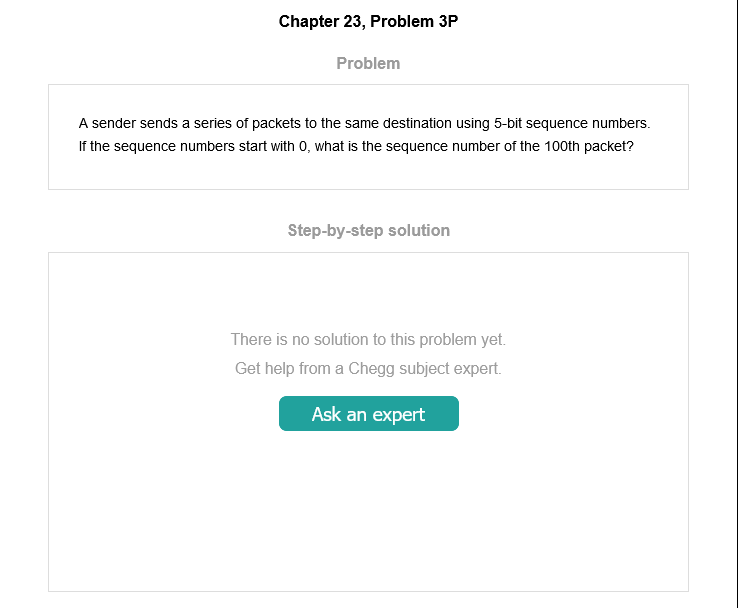 Chapter 23, Problem 3P
Problem
A sender sends a series of packets to the same destination using 5-bit sequence numbers.
If the sequence numbers start with 0, what is the sequence number of the 100th packet?
Step-by-step solution
There is no solution to this problem yet.
Get help from a Chegg subject expert.
Ask an expert